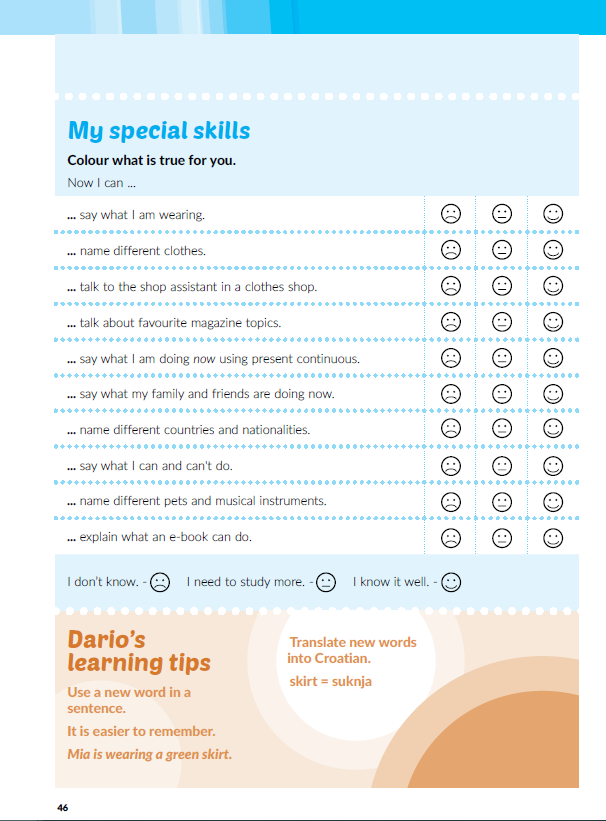 My special skills
Colour what is true for you.
Now I can ...
... say what I am wearing.
... name different clothes.
... talk to the shop assistant in a clothes shop.
... talk about favourite magazine topics.
... say what I am doing now using present continuous.
... say what my family and friends are doing now.
... name different countries and nationalities.
... say what I can and can't do.
... name different pets and musical instruments.
... explain what an e-book can do.
I don't know. - I need to study more. - I know it well. -
Dario's
learning tips
Use a new word in a
sentence.
It is easier to remember.
Mia is wearing a green skirt.
Translate new words
into Croatian.
skirt = suknja
46